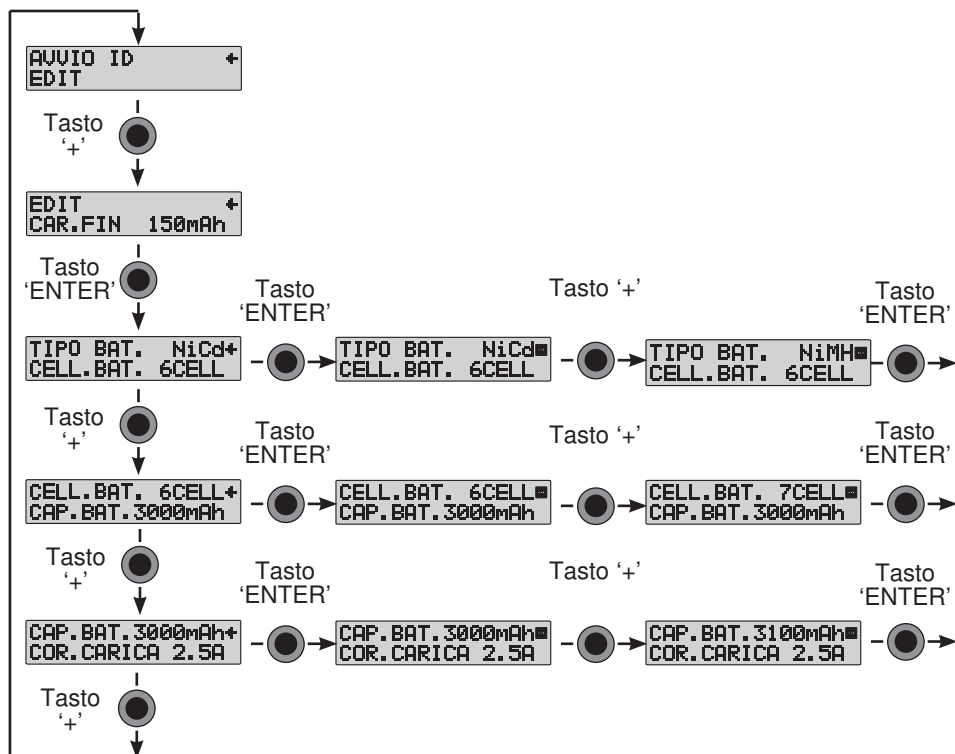 AVVIO ID ←
EDIT
Tasto
‘+’
EDIT ←
CAR.FIN 150mAh
Tasto
‘ENTER’
Tasto
‘ENTER’
Tasto ‘+’
Tasto
‘ENTER’
TIPO BAT. NiCd←
CELL.BAT. 6CELL
TIPO BAT. NiCd
CELL.BAT. 6CELL
TIPO BAT. NiMH
CELL.BAT. 6CELL
Tasto
‘+’
Tasto
‘ENTER’
Tasto ‘+’
Tasto
‘ENTER’
CELL.BAT. 6CELL←
CAP.BAT.3000mAh
CELL.BAT. 6CELL
CAP.BAT.3000mAh
CELL.BAT. 7CELL
CAP.BAT.3000mAh
Tasto
‘+’
Tasto
‘ENTER’
Tasto ‘+’
Tasto
‘ENTER’
CAP.BAT.3000mAh←
COR.CARICA 2.5A
CAP.BAT.3000mAh
COR.CARICA 2.5A
CAP.BAT.3100mAh
COR.CARICA 2.5A
Tasto
‘+’